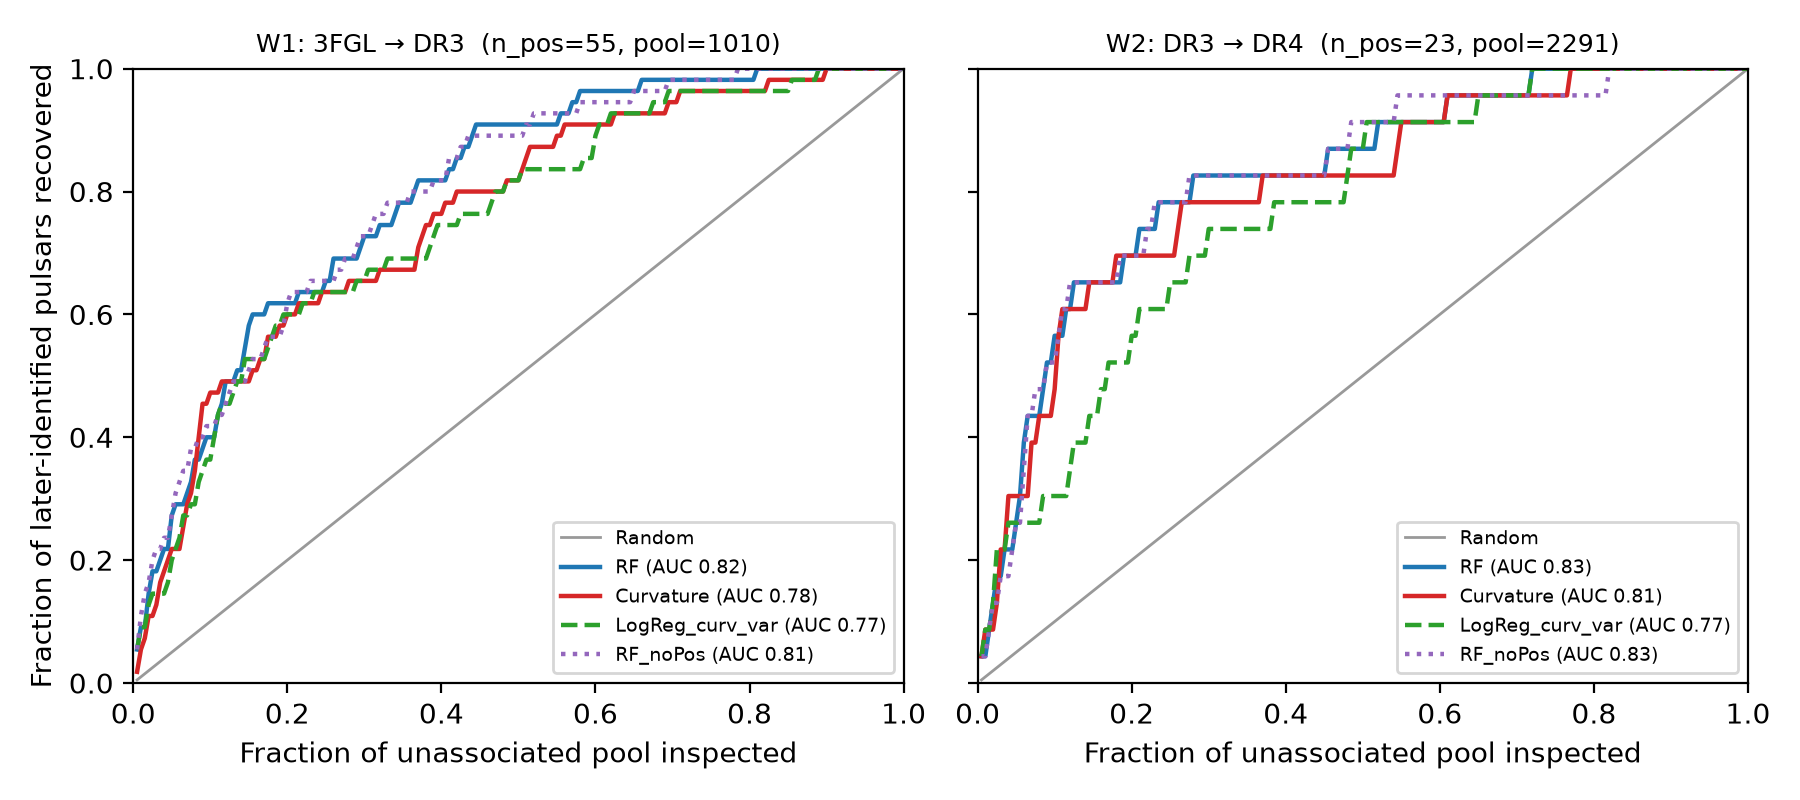 W1: 3FGL → DR3  (n_pos=55, pool=1010)
Fraction of later-identified pulsars recovered
1.0
0.8
0.6
0.4
0.2
0.0
Random
RF (AUC 0.82)
Curvature (AUC 0.78)
LogReg_curv_var (AUC 0.77)
RF_noPos (AUC 0.81)
0.0 0.2 0.4 0.6 0.8 1.0
Fraction of unassociated pool inspected
W2: DR3 → DR4  (n_pos=23, pool=2291)
Random
RF (AUC 0.83)
Curvature (AUC 0.81)
LogReg_curv_var (AUC 0.77)
RF_noPos (AUC 0.83)
0.0 0.2 0.4 0.6 0.8 1.0
Fraction of unassociated pool inspected